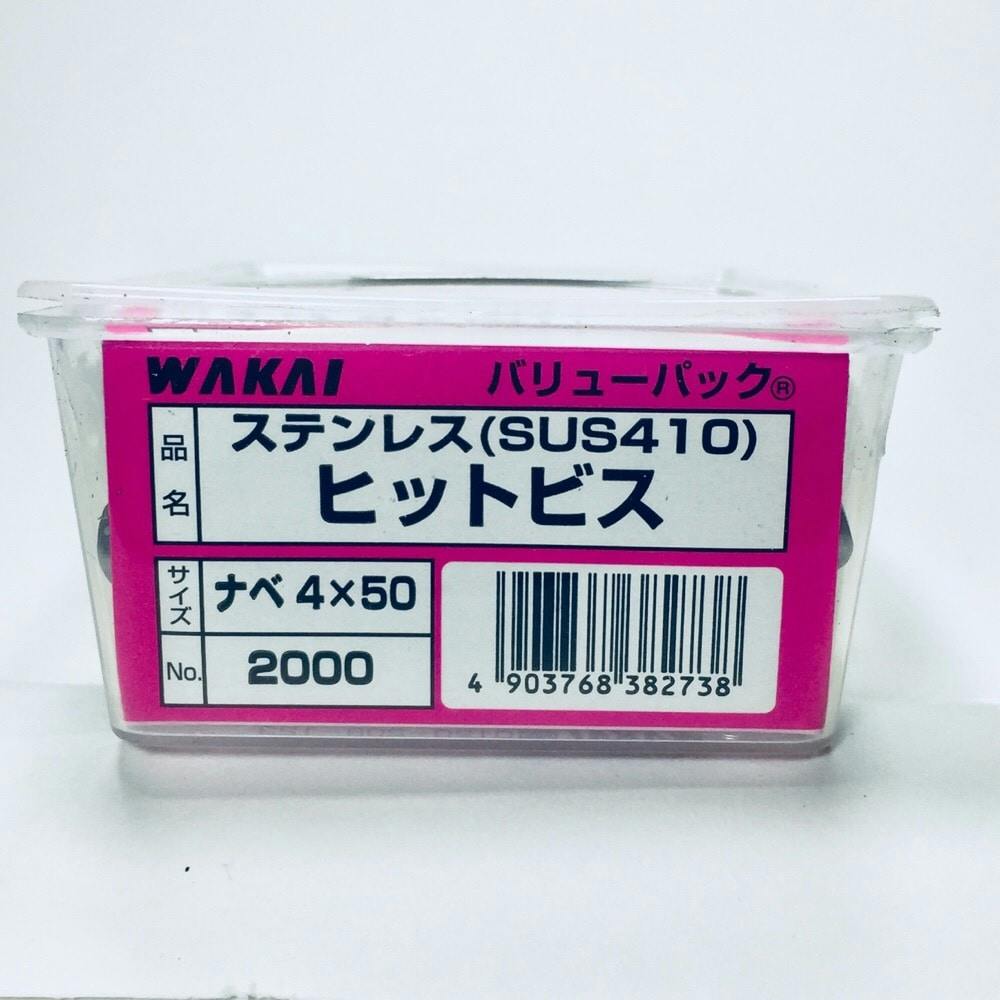 WAKAI バリューパック®
品名 ステンレス(SUS410)
ヒットビス
サイズ ナベ 4×50
No. 2000
4 903768 382738